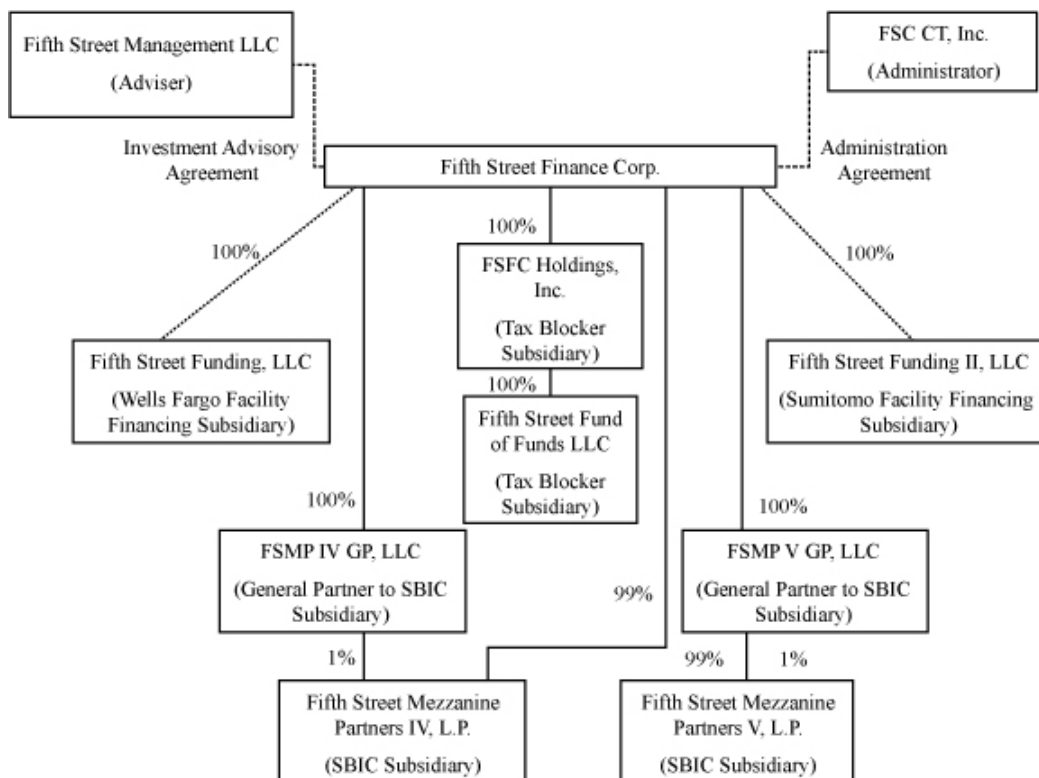 Fifth Street Management LLC
(Adviser)
FSC CT, Inc.
(Administrator)
Investment Advisory
Agreement
Fifth Street Finance Corp.
Administration
Agreement
100%
100%
100%
FSFC Holdings,
Inc.
(Tax Blocker
Subsidiary)
Fifth Street Funding, LLC
(Wells Fargo Facility
Financing Subsidiary)
100%
Fifth Street Fund
of Funds LLC
(Tax Blocker
Subsidiary)
Fifth Street Funding II, LLC
(Sumitomo Facility Financing
Subsidiary)
100%
100%
FSMP IV GP, LLC
(General Partner to SBIC
Subsidiary)
99%
FSMP V GP, LLC
(General Partner to SBIC
Subsidiary)
1%
99%
1%
Fifth Street Mezzanine
Partners IV, L.P.
(SBIC Subsidiary)
Fifth Street Mezzanine
Partners V, L.P.
(SBIC Subsidiary)